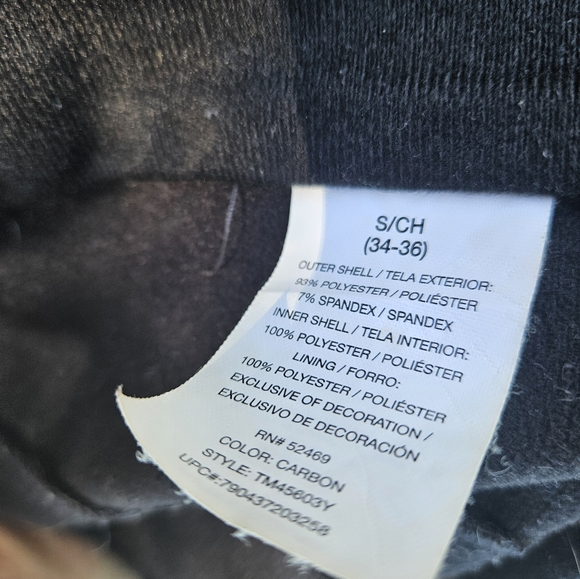 S/CH
(34-36)
OUTER SHELL / TELA EXTERIOR:
93% POLYESTER / POLIÉSTER
7% SPANDEX / SPANDEX
INNER SHELL / TELA INTERIOR:
100% POLYESTER / POLIÉSTER
LINING / FORRO:
100% POLYESTER / POLIÉSTER
EXCLUSIVE OF DECORATION /
EXCLUSIVO DE DECORACIÓN
RN# 52469
COLOR: CARBON
STYLE: TM45603Y
UPC#:790437203258